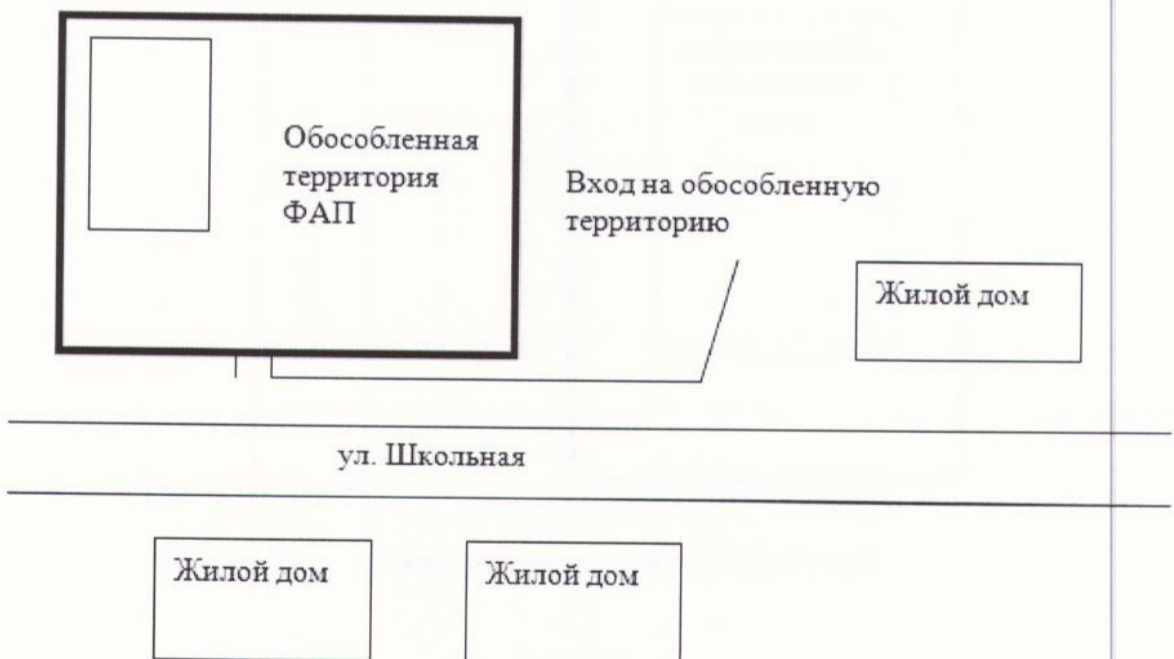 Обособленная
территория
ФАП
Вход на обособленную
территорию
Жилой дом
ул. Школьная
Жилой дом
Жилой дом